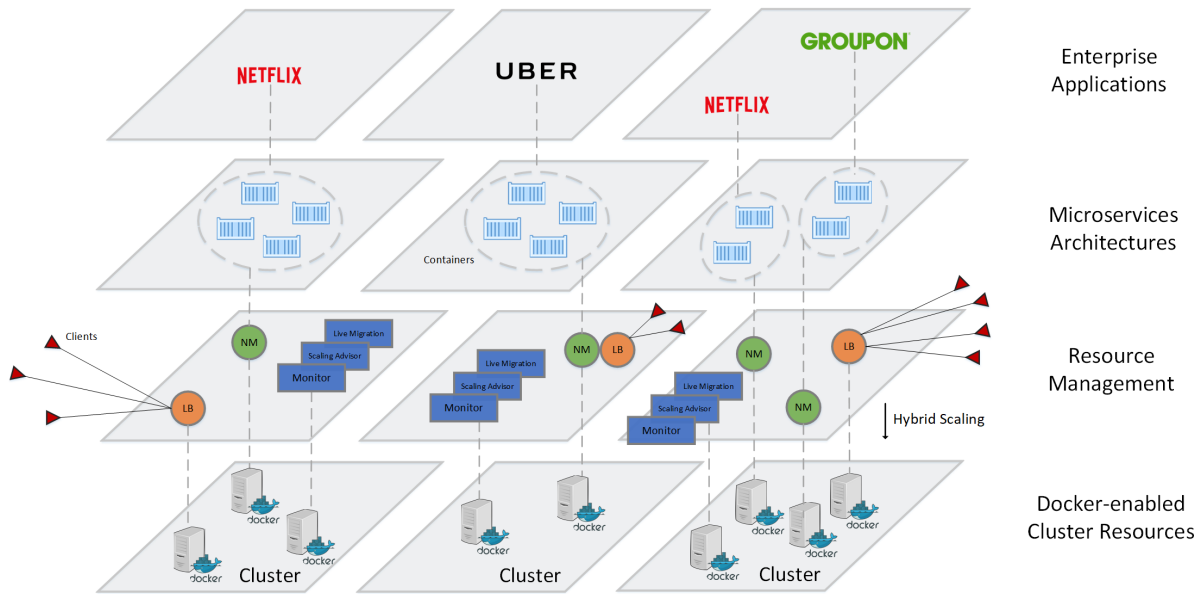 NETFLIX
UBER
GROUPON
NETFLIX
Enterprise
Applications
Containers
Microservices
Architectures
Clients
LB
NM
Live Migration
Scaling Advisor
Monitor
NM
LB
Live Migration
Scaling Advisor
Monitor
NM
LB
NM
Live Migration
Scaling Advisor
Monitor
Resource
Management
Hybrid Scaling
docker
docker
docker
Cluster
docker
docker
Cluster
docker
docker
docker
docker
Cluster
Docker-enabled
Cluster Resources